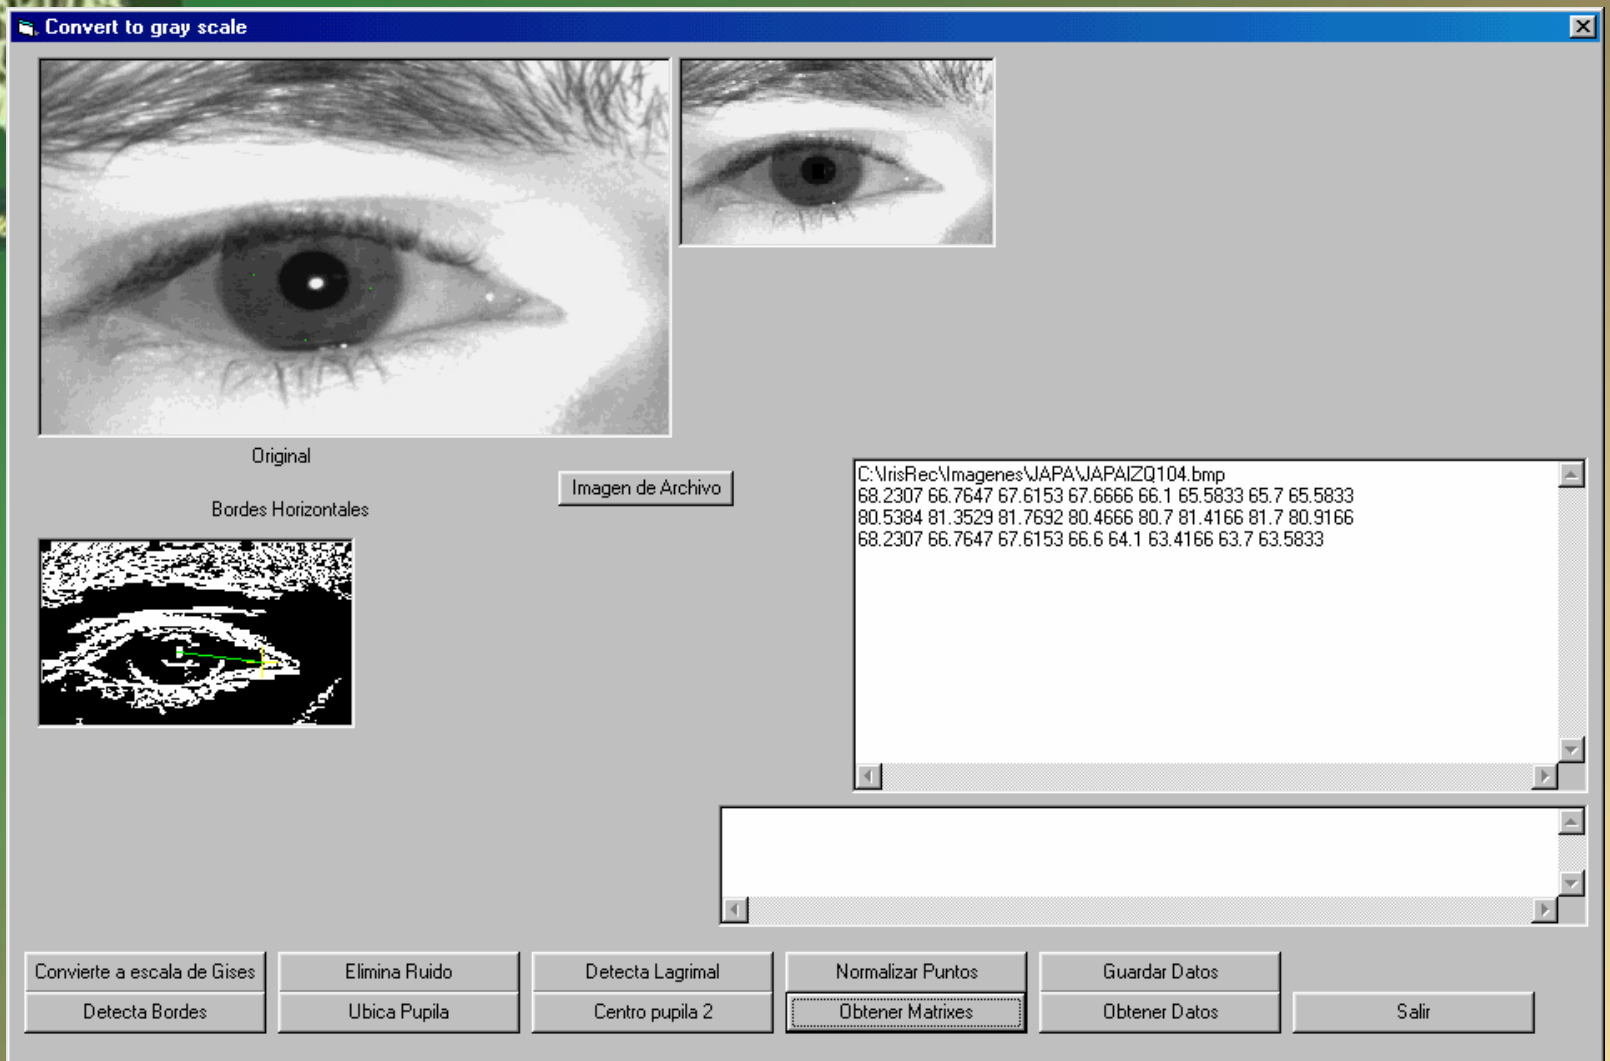 Convert to gray scale
Original
Imagen de Archivo
Bordes Horizontales
C:\IrisRec\Imagenes\JAPA\JAPAIZQ104.bmp
68.2307 66.7647 67.6153 67.6666 66.1 65.5833 65.7 65.5833
80.5384 81.3529 81.7692 80.4666 80.7 81.4166 81.7 80.9166
68.2307 66.7647 67.6153 66.6 64.1 63.4166 63.7 63.5833
Convierte a escala de Gises
Elimina Ruido
Detecta Lagrimal
Normalizar Puntos
Guardar Datos
Detecta Bordes
Ubica Pupila
Centro pupila 2
Obtener Matrixes
Obtener Datos
Salir